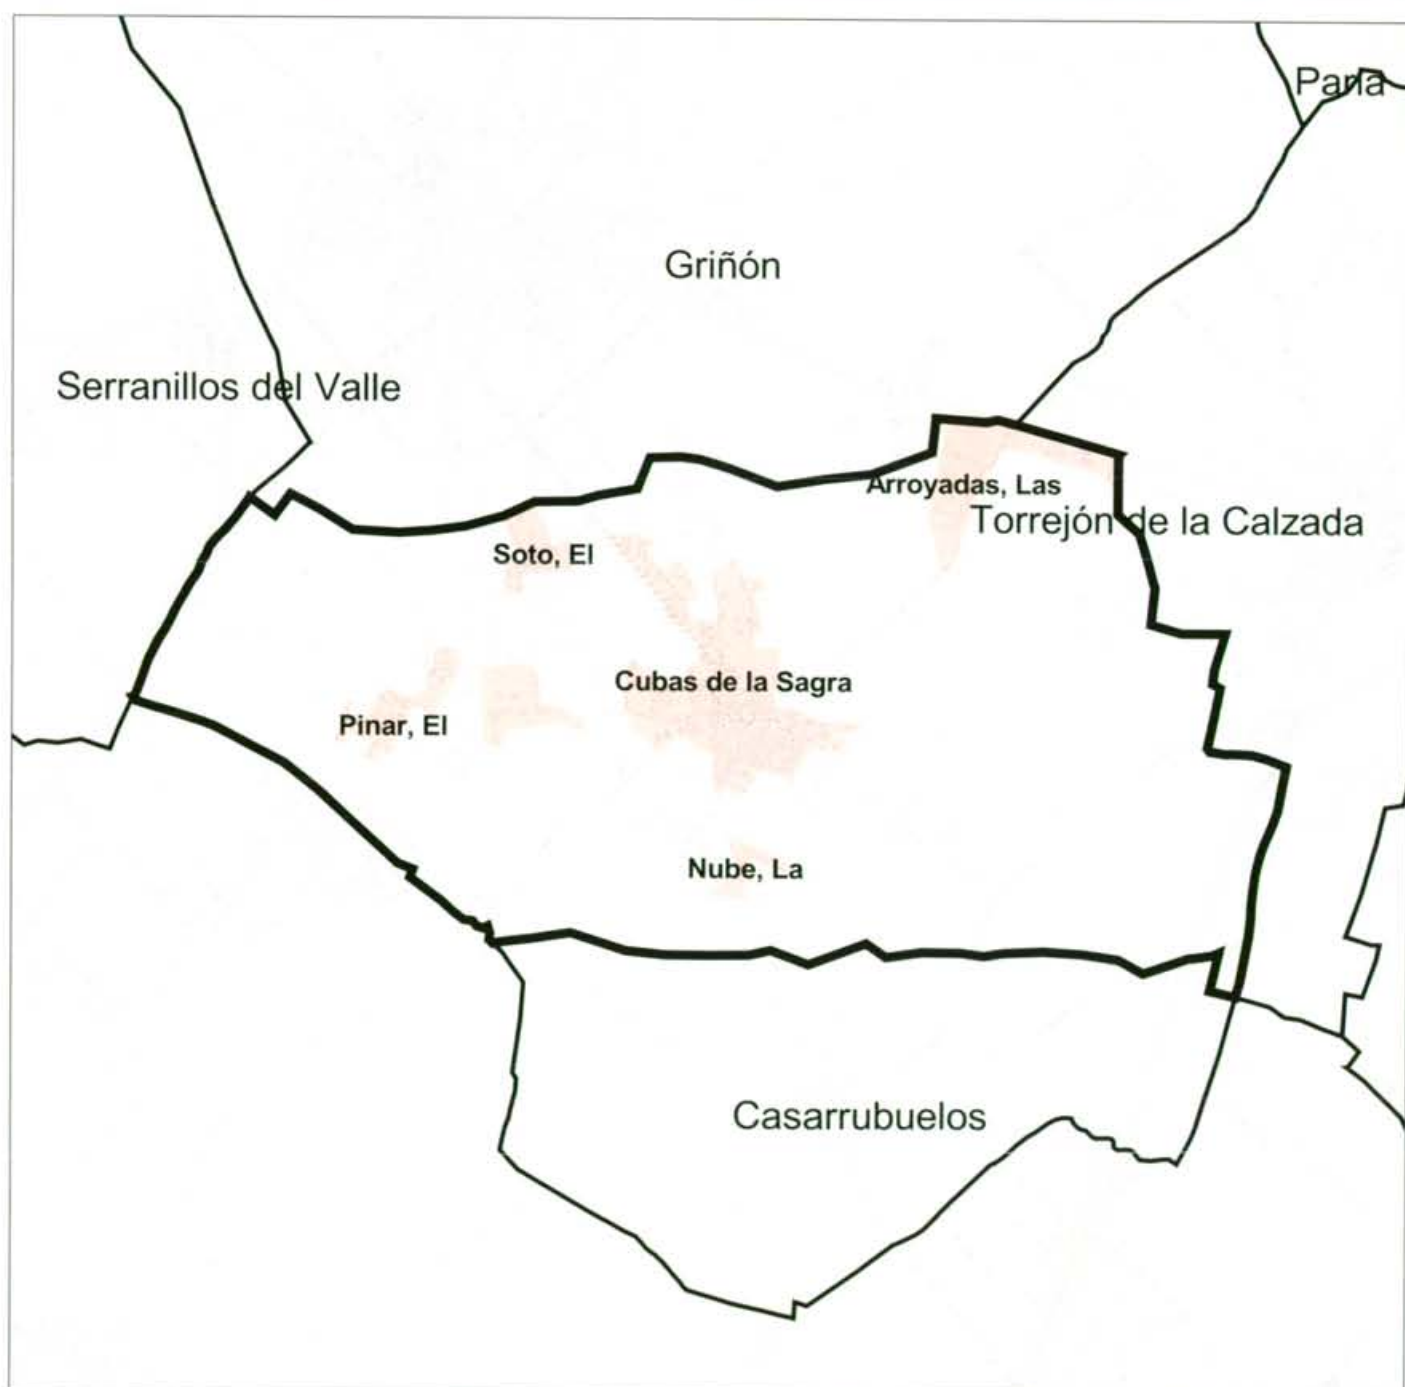 Parla
Griñón
Serranillos del Valle
Arroyadas, Las
Torrejón de la Calzada
Soto, El
Cubas de la Sagra
Pinar, El
Nube, La
Casarrubuelos